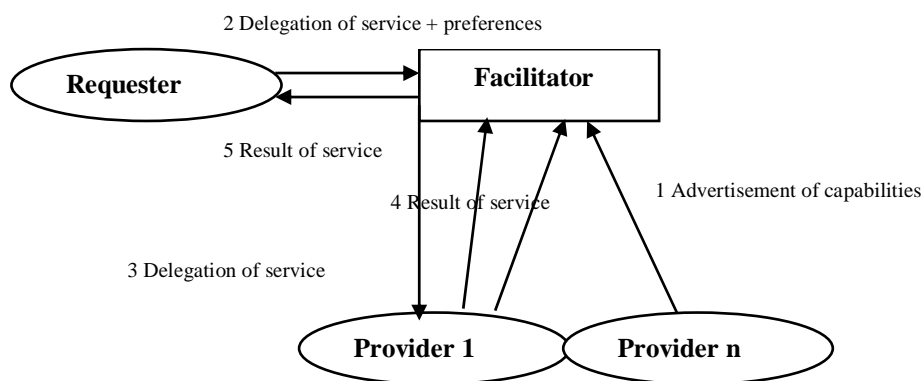 2 Delegation of service + preferences
Requester
Facilitator
5 Result of service
4 Result of service
1 Advertisement of capabilities
3 Delegation of service
Provider 1
Provider n